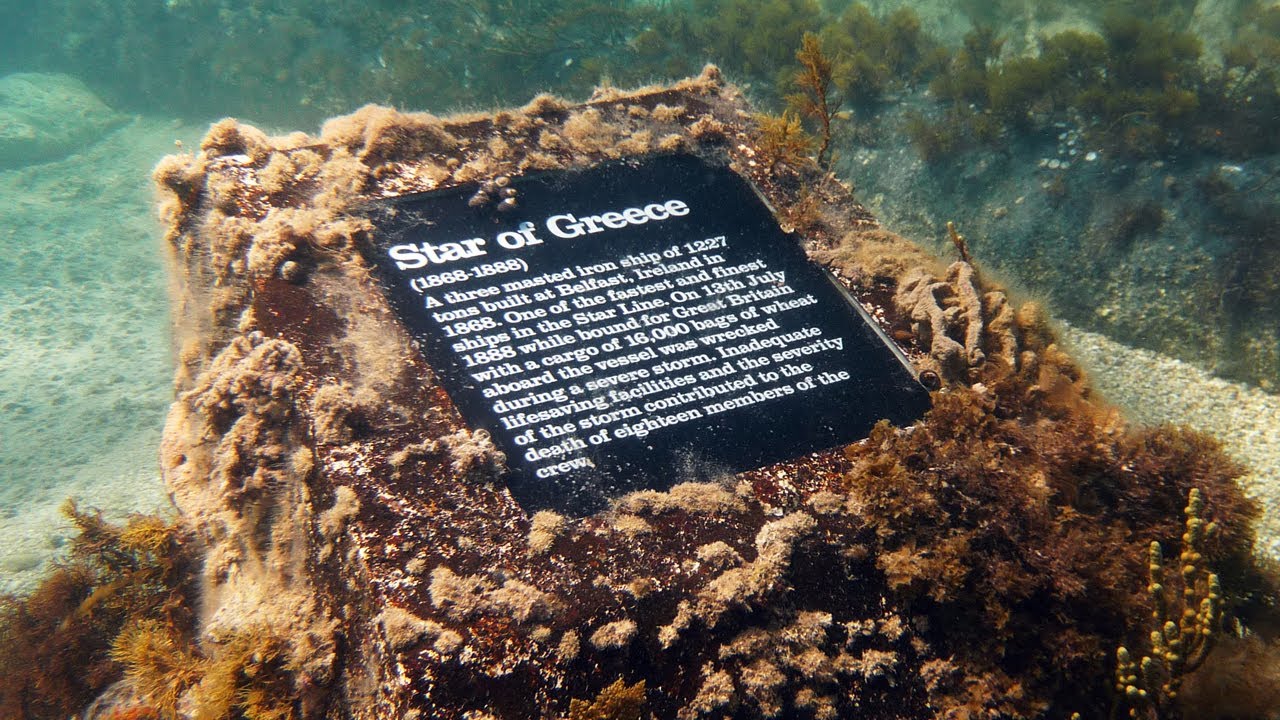 Star of Greece
(1868-1888)
A three masted iron ship of 1227
tons built at Belfast, Ireland in
1868. One of the fastest and finest
ships in the Star Line. On 13th July
1888 while bound for Great Britain
with a cargo of 16,000 bags of wheat
aboard the vessel was wrecked
during a severe storm. Inadequate
lifesaving facilities and the severity
of the storm contributed to the
death of eighteen members of the
crew.